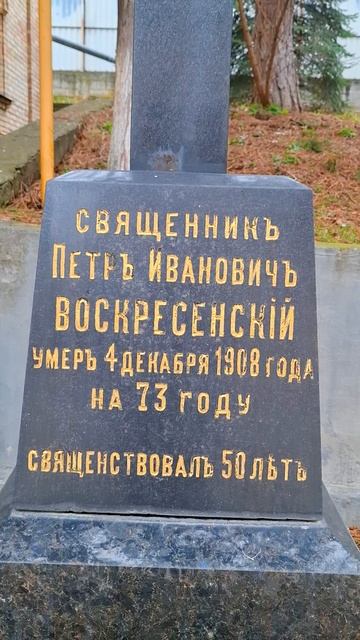 СВЯЩЕННИКЪ
ПЕТРЪ ИВАНОВИЧЪ
ВОСКРЕСЕНСКІЙ
УМЕРЪ 4 ДЕКАБРЯ 1908 ГОДА
НА 73 ГОДУ
СВЯЩЕНСТВОВАЛЪ 50 ЛѢТЪ